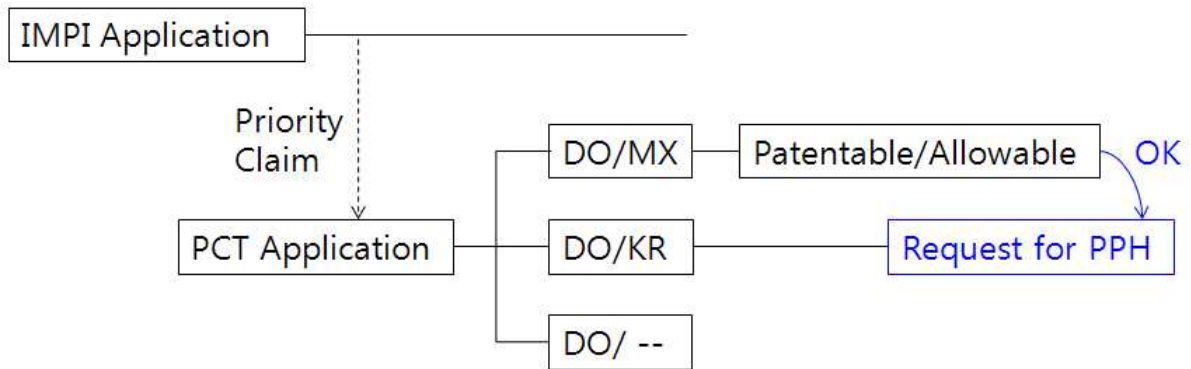 IMPI Application
Priority
Claim
DO/MX
Patentable/Allowable
OK
PCT Application
DO/KR
Request for PPH
DO/ --